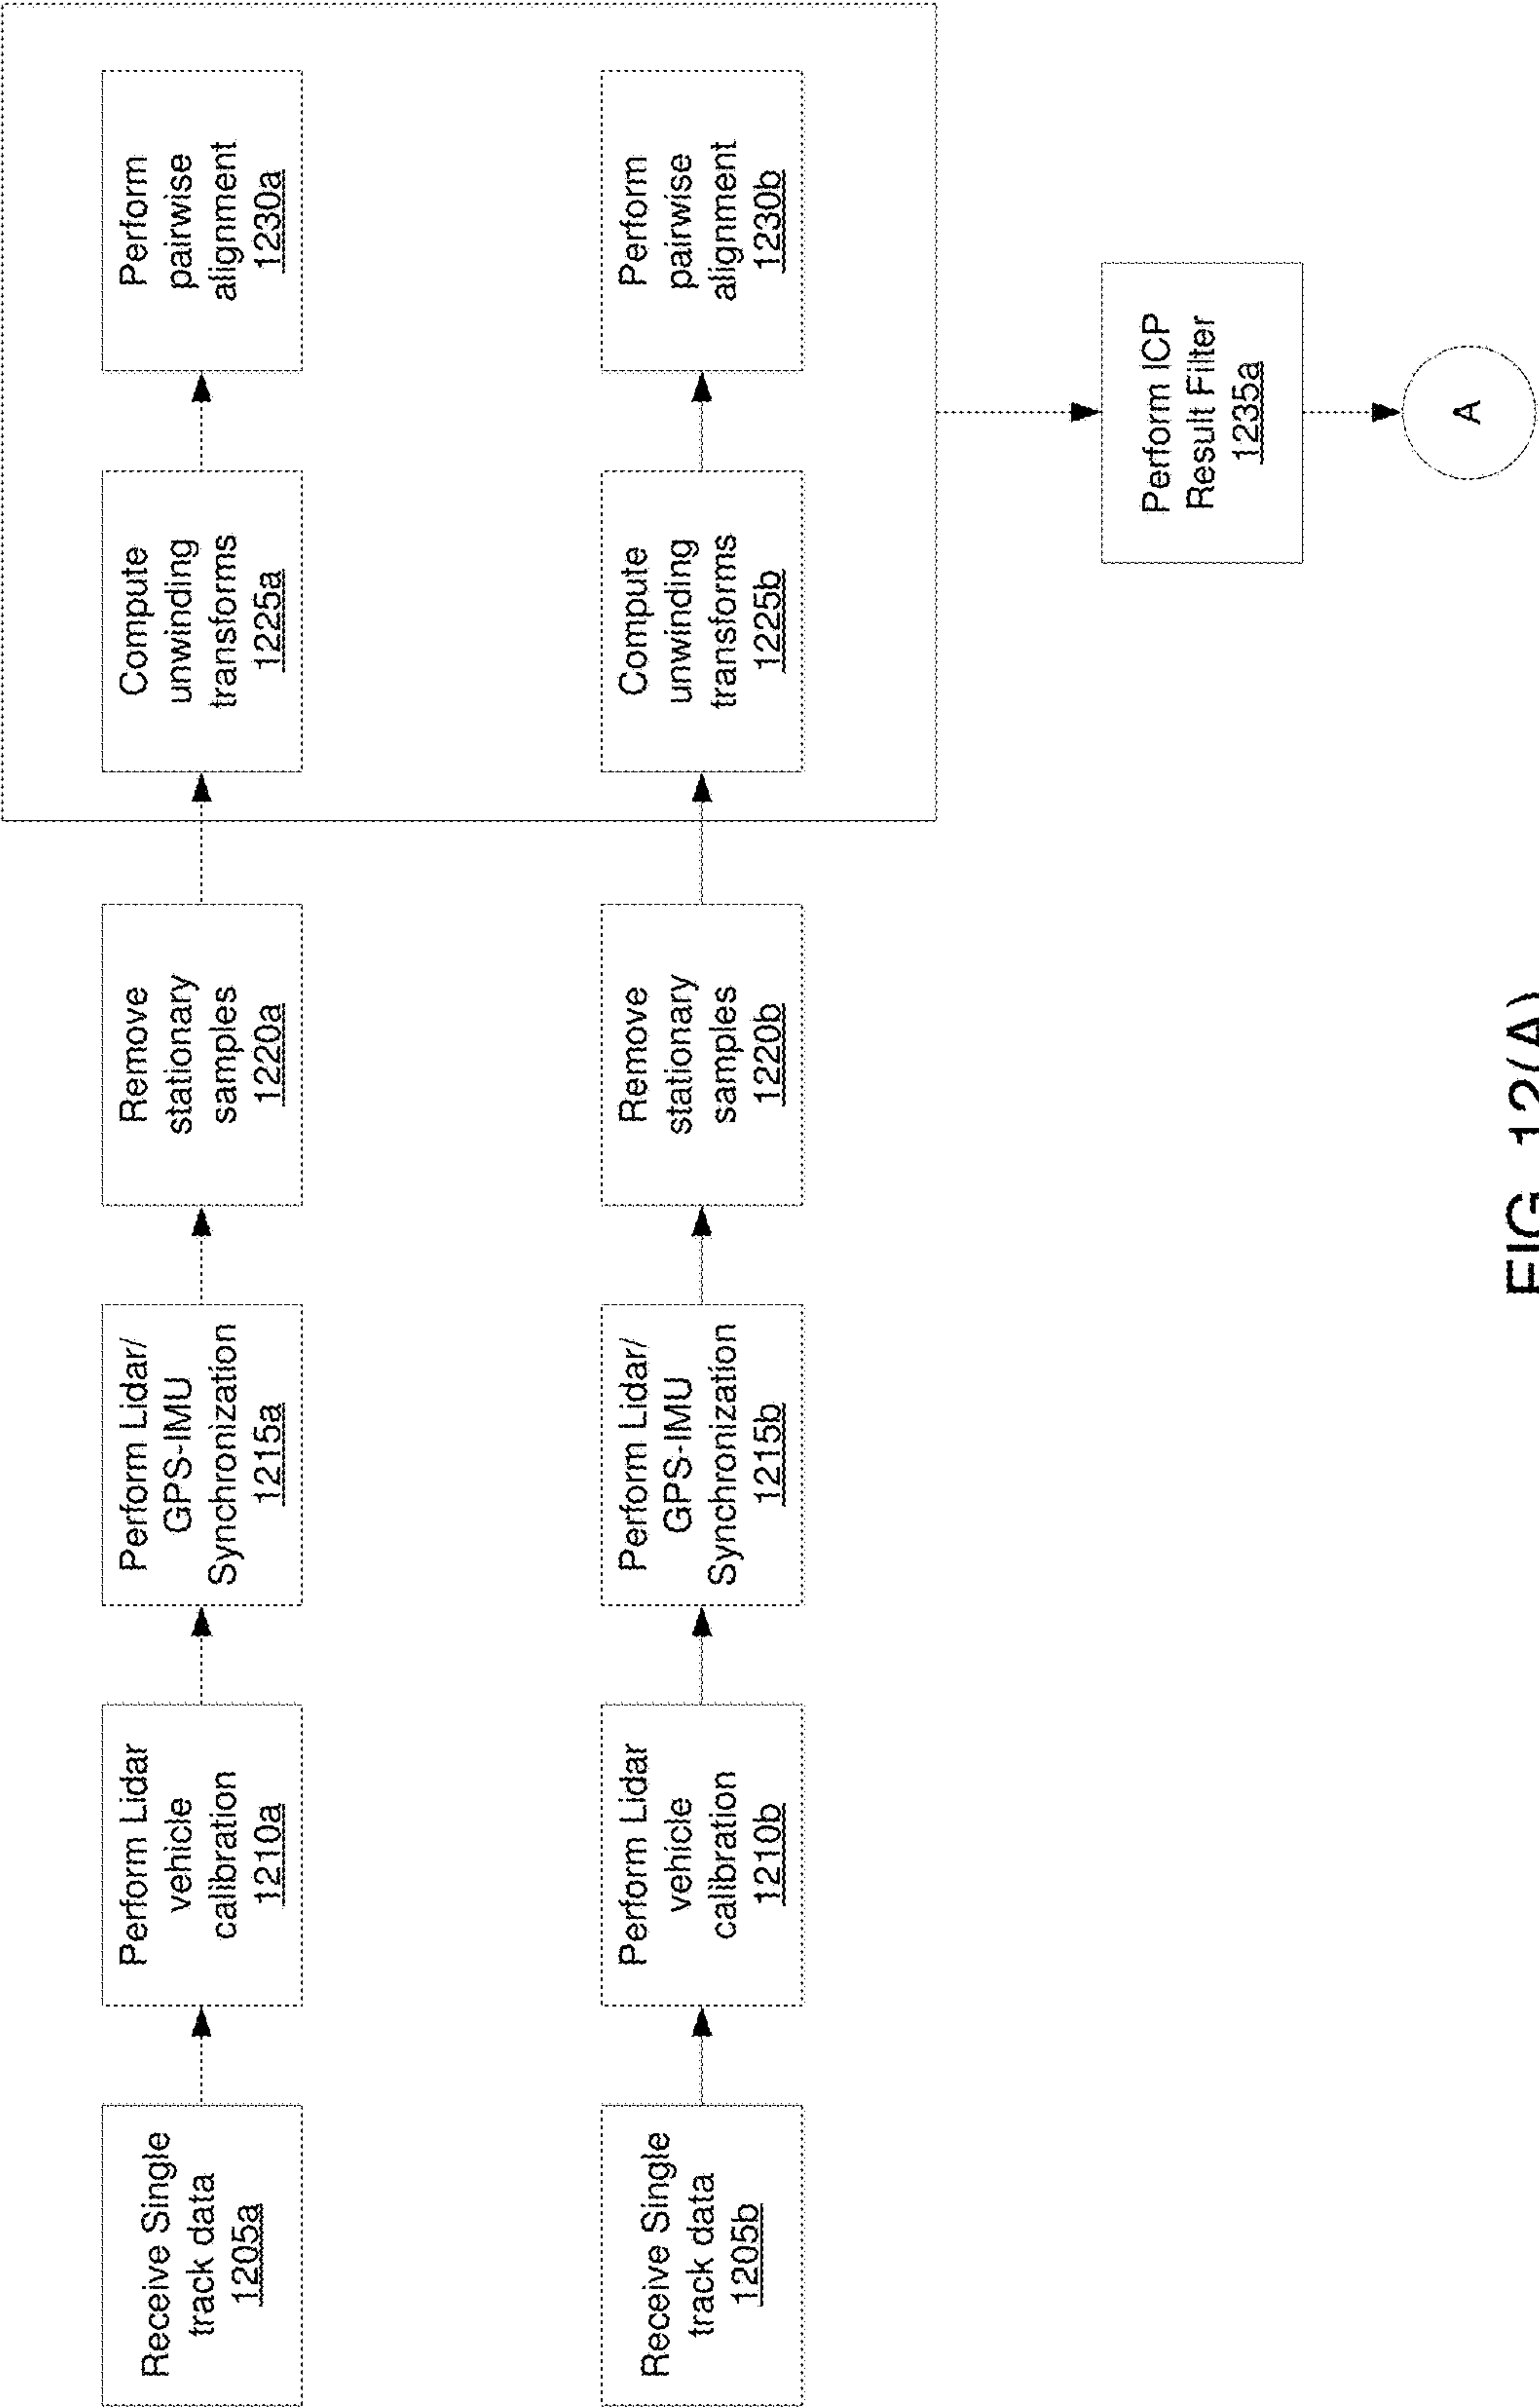 Receive Single
track data
1205a
Perform Lidar
vehicle
calibration
1210a
Perform Lidar/
GPS-IMU
Synchronization
1215a
Remove
stationary
samples
1220a
Compute
unwinding
transforms
1225a
Perform
pairwise
alignment
1230a
Receive Single
track data
1205b
Perform Lidar
vehicle
calibration
1210b
Perform Lidar/
GPS-IMU
Synchronization
1215b
Remove
stationary
samples
1220b
Compute
unwinding
transforms
1225b
Perform
pairwise
alignment
1230b
Perform ICP
Result Filter
1235a
A
FIG. 12(A)